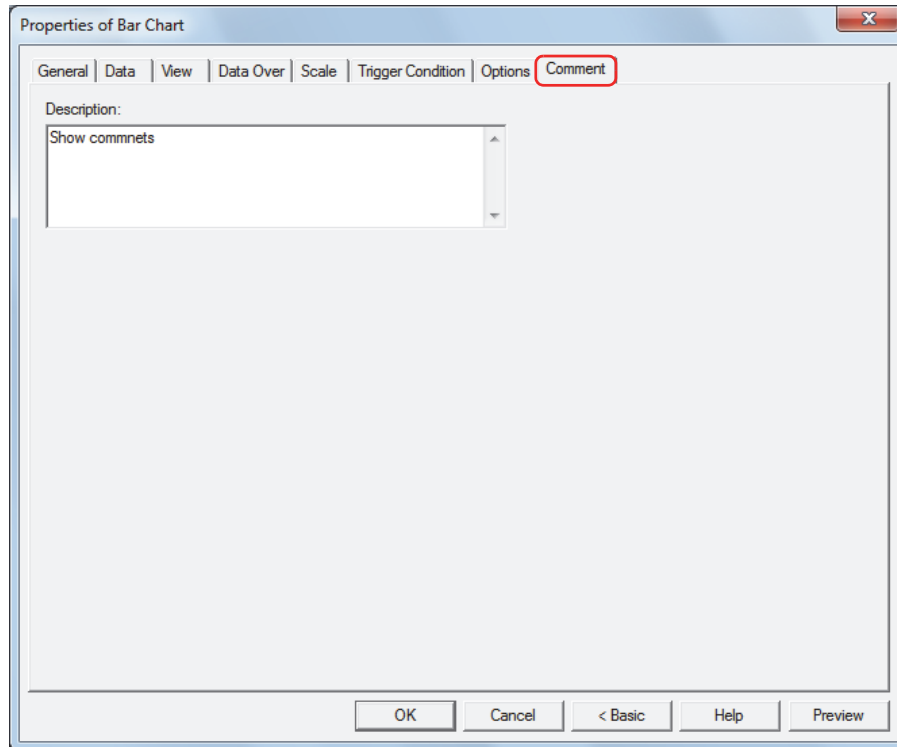 Properties of Bar Chart
General Data View Data Over Scale Trigger Condition Options Comment
Description:
Show commnets
OK Cancel < Basic Help Preview